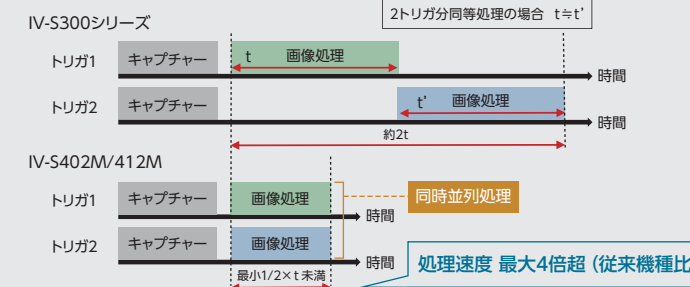 2トリガ分同等処理の場合 t≒t'
IV-S300シリーズ
トリガ1 キャプチャー t 画像処理
時間
トリガ2 キャプチャー t' 画像処理
時間
約2t
IV-S402M/412M
トリガ1 キャプチャー 画像処理 同時並列処理
時間
トリガ2 キャプチャー 画像処理
時間
処理速度 最大4倍超（従来機種比
最小1/2×t 未満